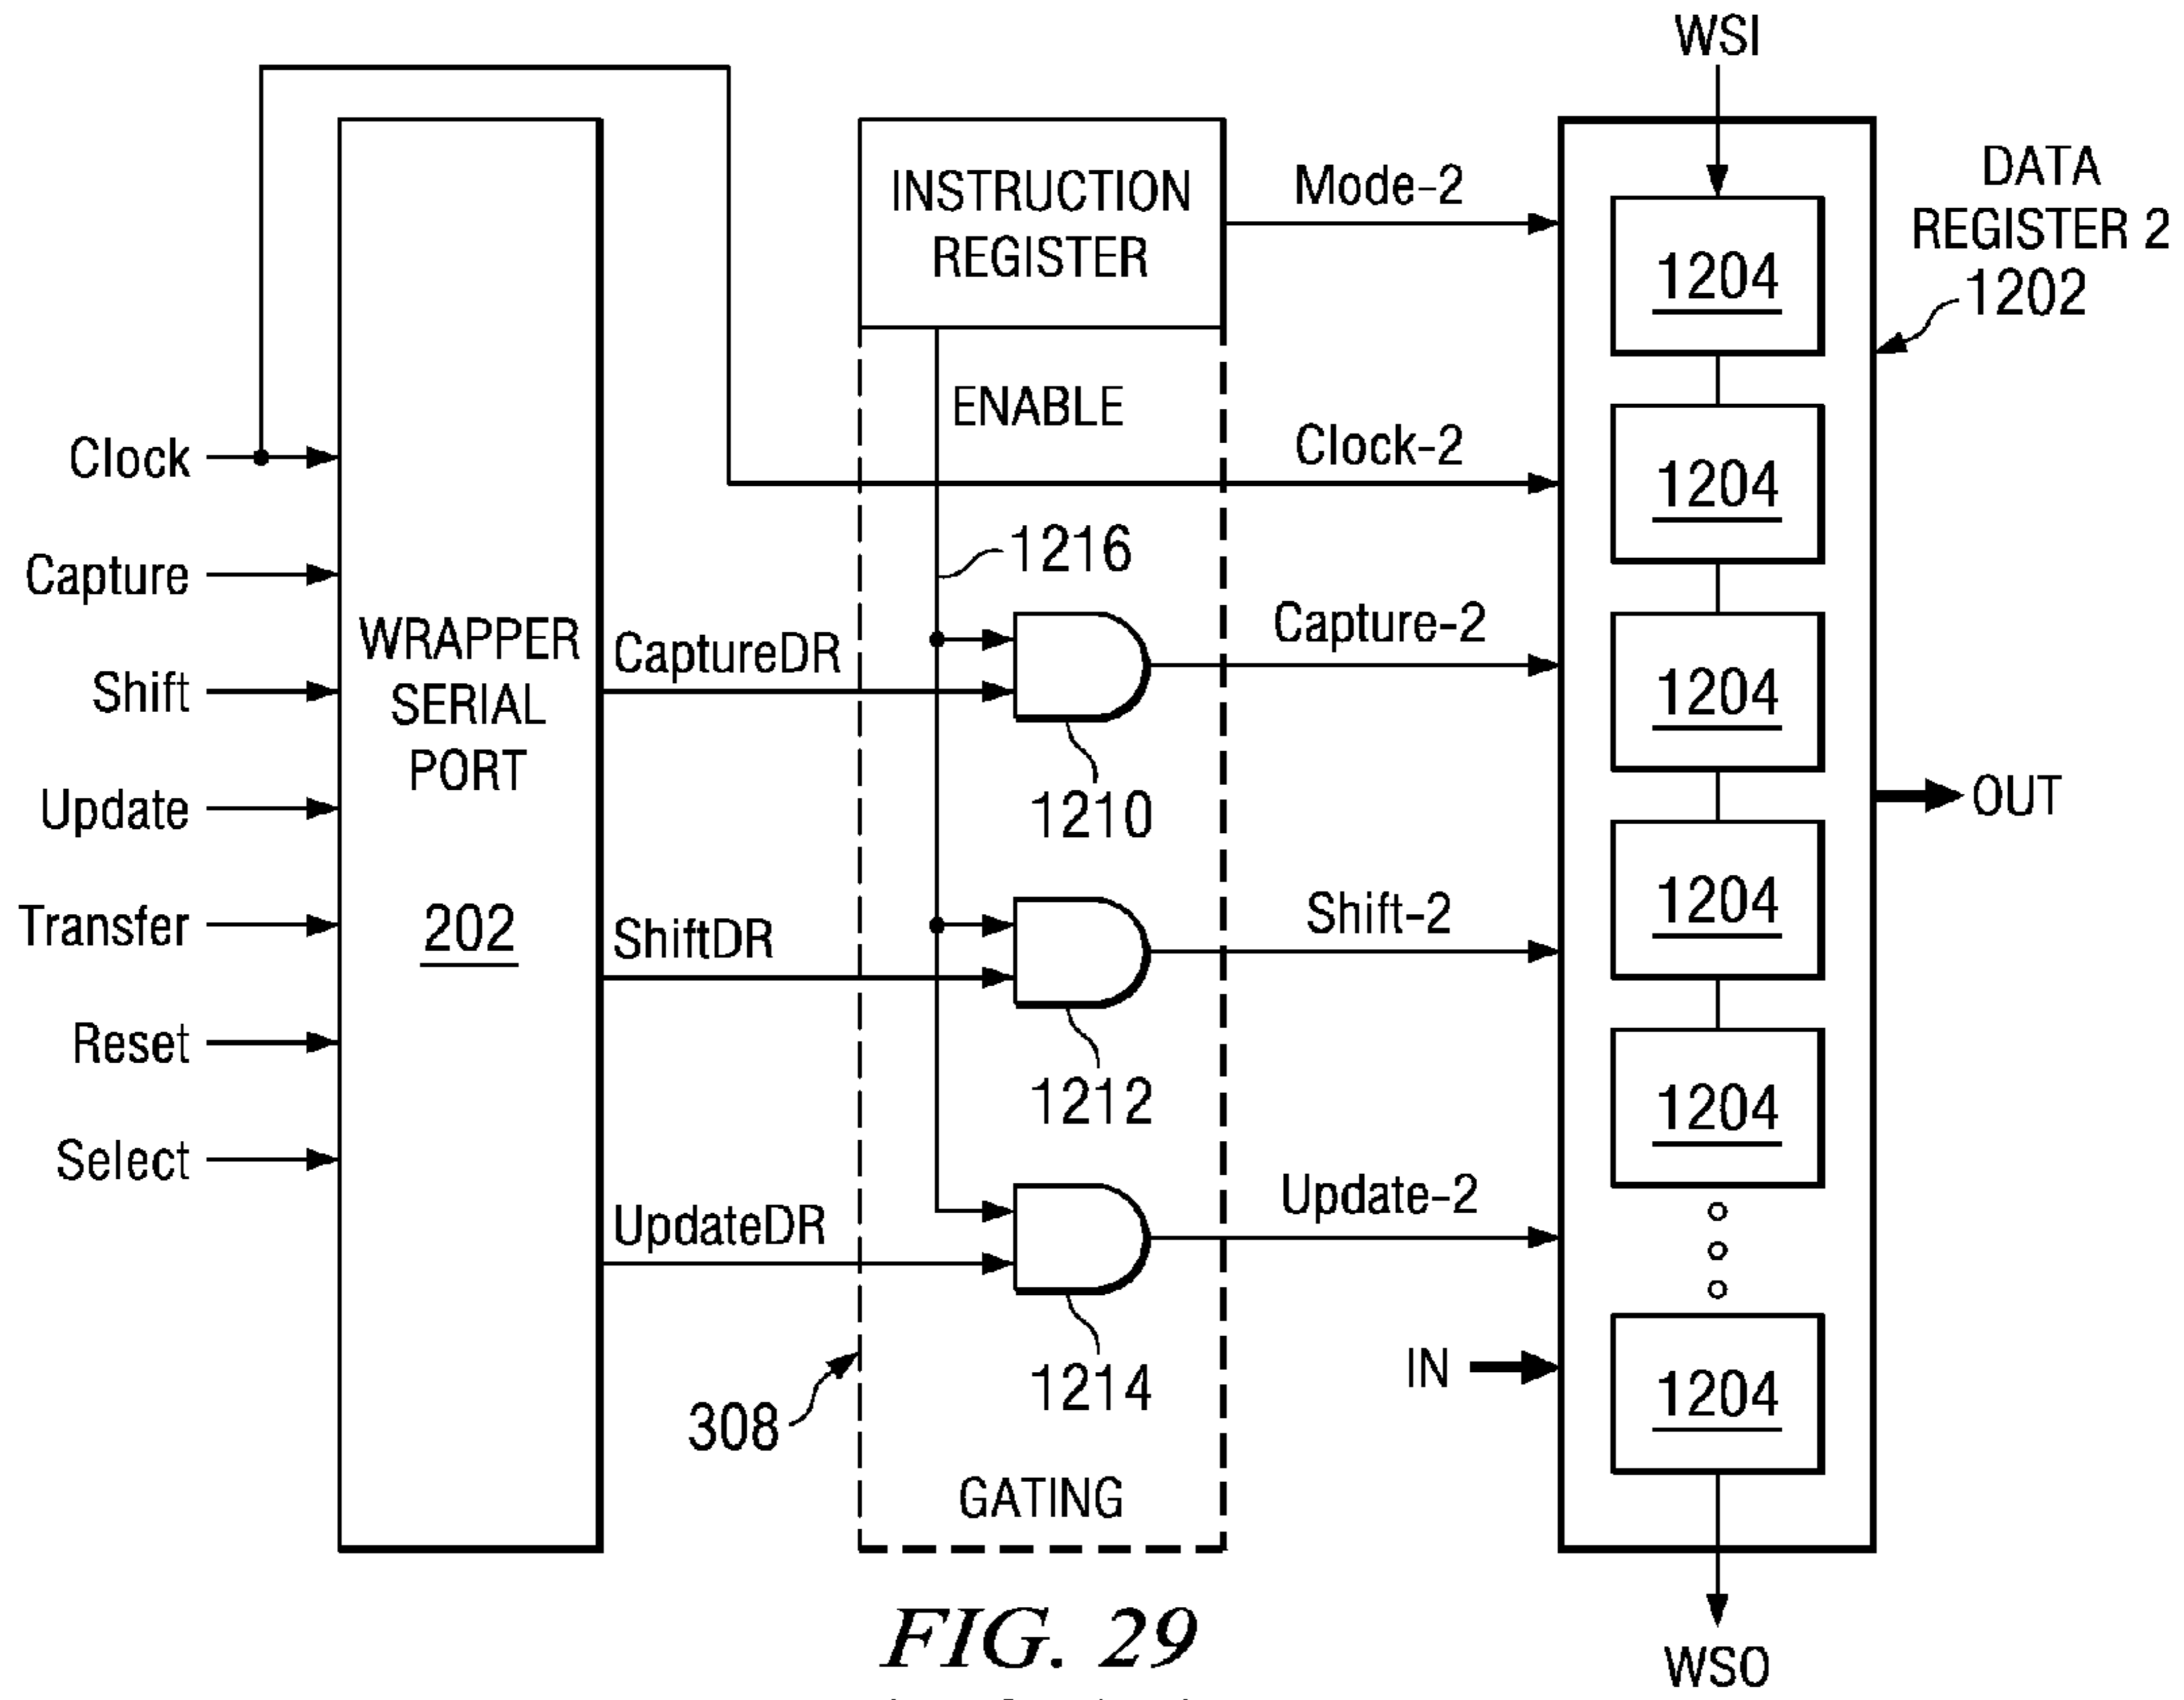 WSI
Clock
Capture
Shift
Update
Transfer
Reset
Select
WRAPPER
SERIAL
PORT
202
CaptureDR
ShiftDR
UpdateDR
INSTRUCTION
REGISTER
ENABLE
1216
1210
1212
1214
308
GATING
Mode-2
Clock-2
Capture-2
Shift-2
Update-2
IN
1204
1204
1204
1204
1204
1204
DATA
REGISTER 2
1202
OUT
WSO
FIG. 29